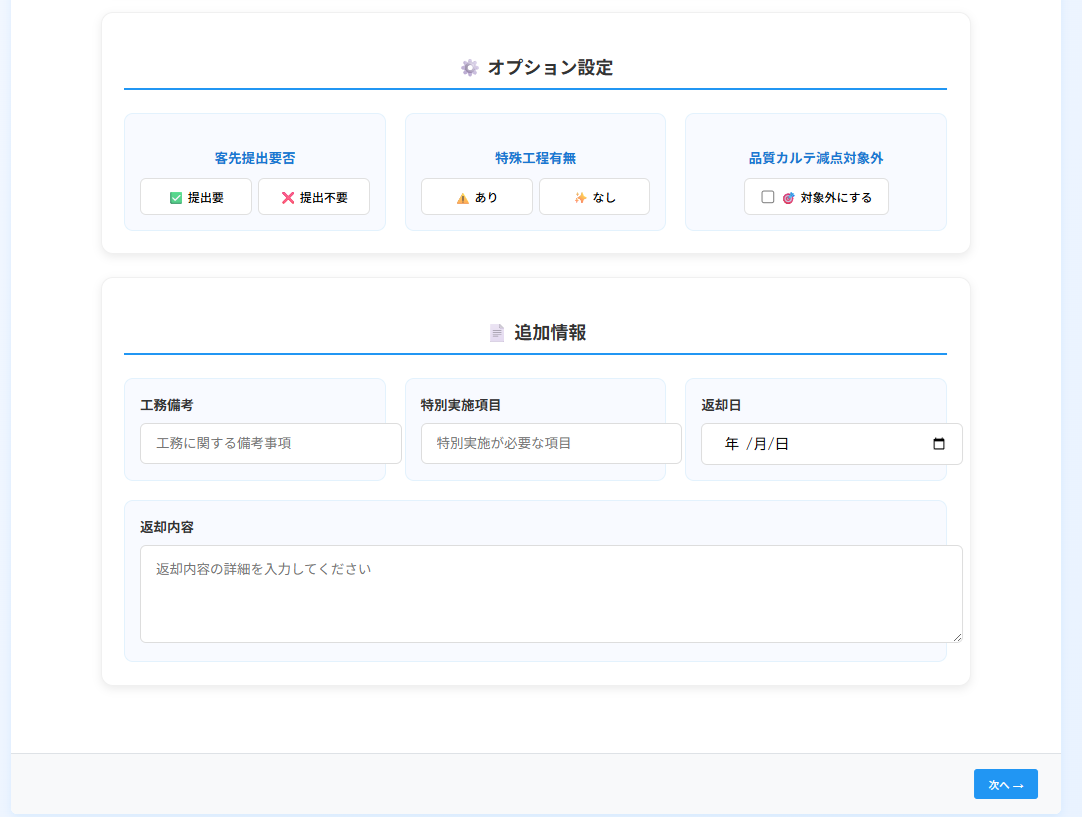 ⚙️ オプション設定
客先提出要否 特殊工程有無 品質カルテ減点対象外
✅ 提出要 ❌ 提出不要 ⚠️ あり ✨ なし 🎯 対象外にする
📄 追加情報
工務備考 特別実施項目 返却日
工務に関する備考事項 特別実施が必要な項目 年 /月/日
返却内容
返却内容の詳細を入力してください
次へ →